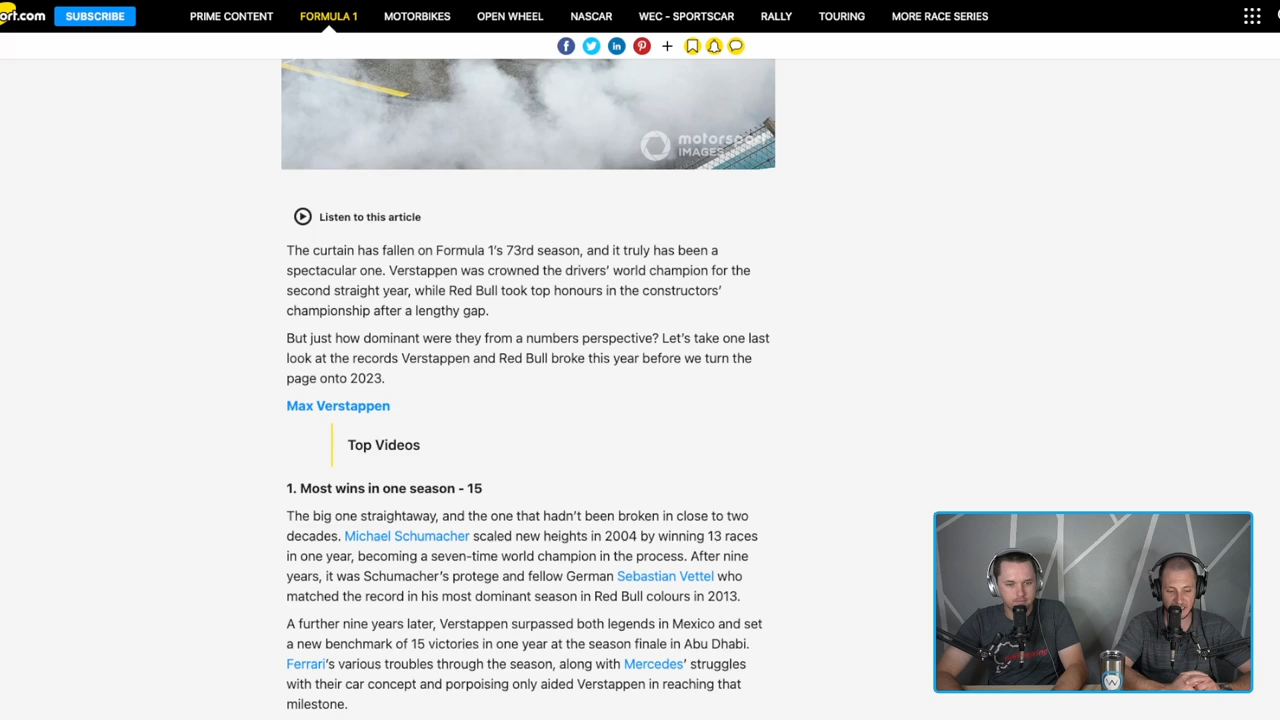 ort.com
SUBSCRIBE
PRIME CONTENT
FORMULA 1
MOTORBIKES
OPEN WHEEL
NASCAR
WEC - SPORTSCAR
RALLY
TOURING
MORE RACE SERIES
motorsport
IMAGES
Listen to this article
The curtain has fallen on Formula 1's 73rd season, and it truly has been a
spectacular one. Verstappen was crowned the drivers' world champion for the
second straight year, while Red Bull took top honours in the constructors'
championship after a lengthy gap.
But just how dominant were they from a numbers perspective? Let's take one last
look at the records Verstappen and Red Bull broke this year before we turn the
page onto 2023.
Max Verstappen
Top Videos
1. Most wins in one season - 15
The big one straightaway, and the one that hadn't been broken in close to two
decades. Michael Schumacher scaled new heights in 2004 by winning 13 races
in one year, becoming a seven-time world champion in the process. After nine
years, it was Schumacher's protege and fellow German Sebastian Vettel who
matched the record in his most dominant season in Red Bull colours in 2013.
A further nine years later, Verstappen surpassed both legends in Mexico and set
a new benchmark of 15 victories in one year at the season finale in Abu Dhabi.
Ferrari's various troubles through the season, along with Mercedes' struggles
with their car concept and porpoising only aided Verstappen in reaching that
milestone.